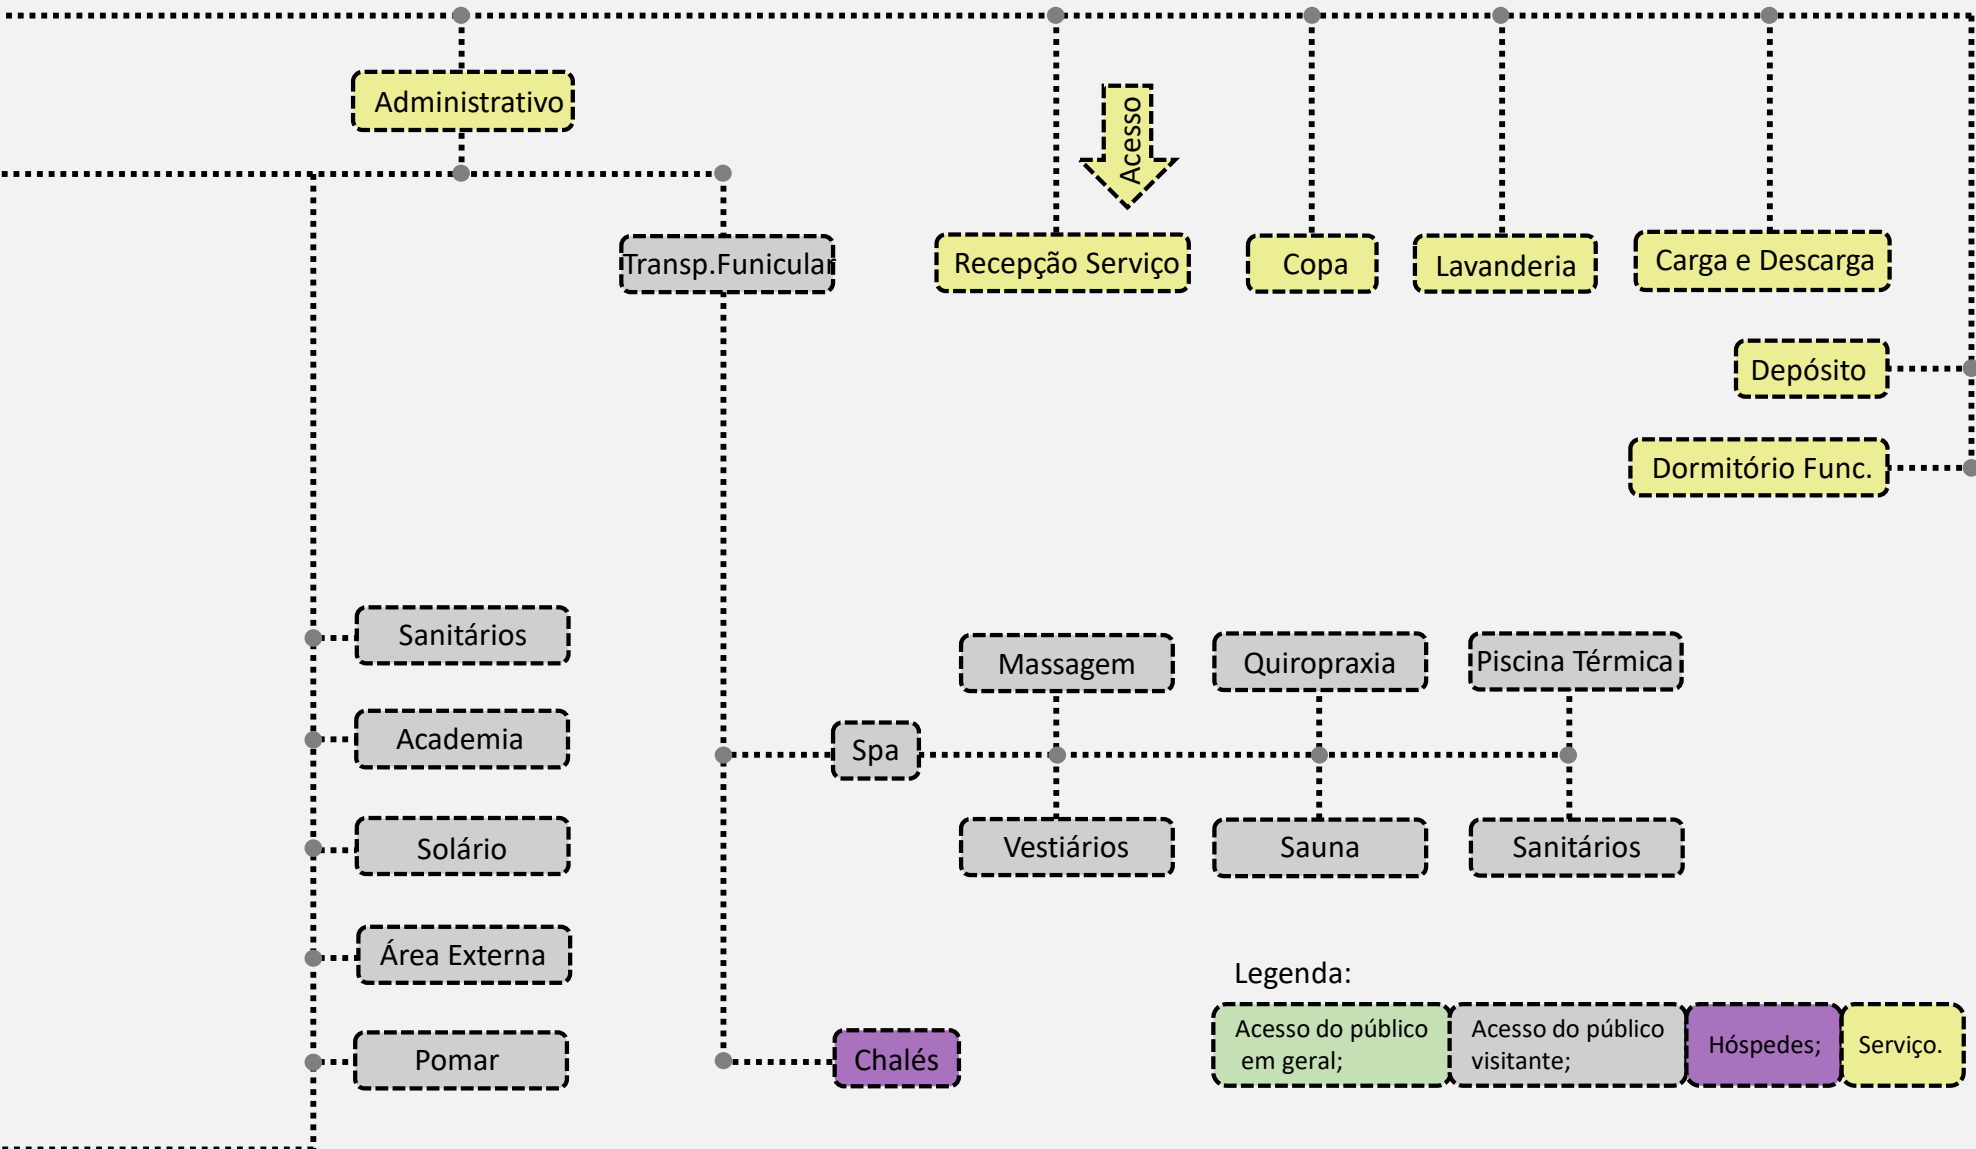 Administrativo
Acesso
Transp.Funicular
Recepção Serviço
Copa
Lavanderia
Carga e Descarga
Depósito
Dormitório Func.
Sanitários
Massagem
Quiropraxia
Piscina Térmica
Academia
Spa
Solário
Vestiários
Sauna
Sanitários
Área Externa
Legenda:
Pomar
Chalés
Acesso do público
em geral;
Acesso do público
visitante;
Hóspedes;
Serviço.